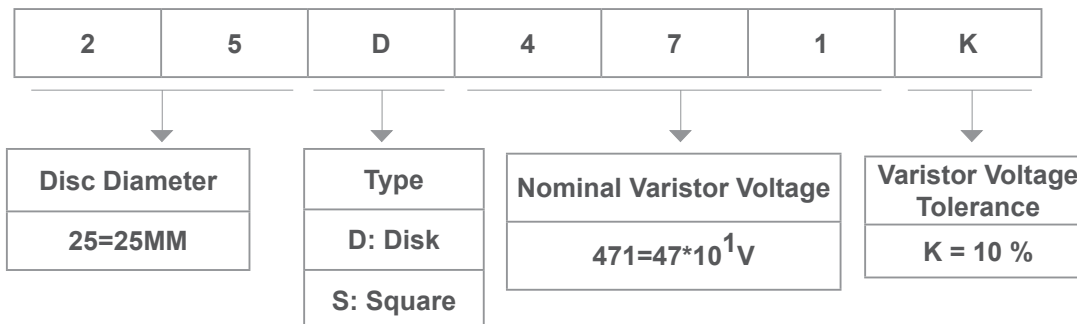 2 5 D 4 7 1 K
Disc Diameter
25=25MM
Type
D: Disk
S: Square
Nominal Varistor Voltage
471=47*10¹V
Varistor Voltage
Tolerance
K = 10 %